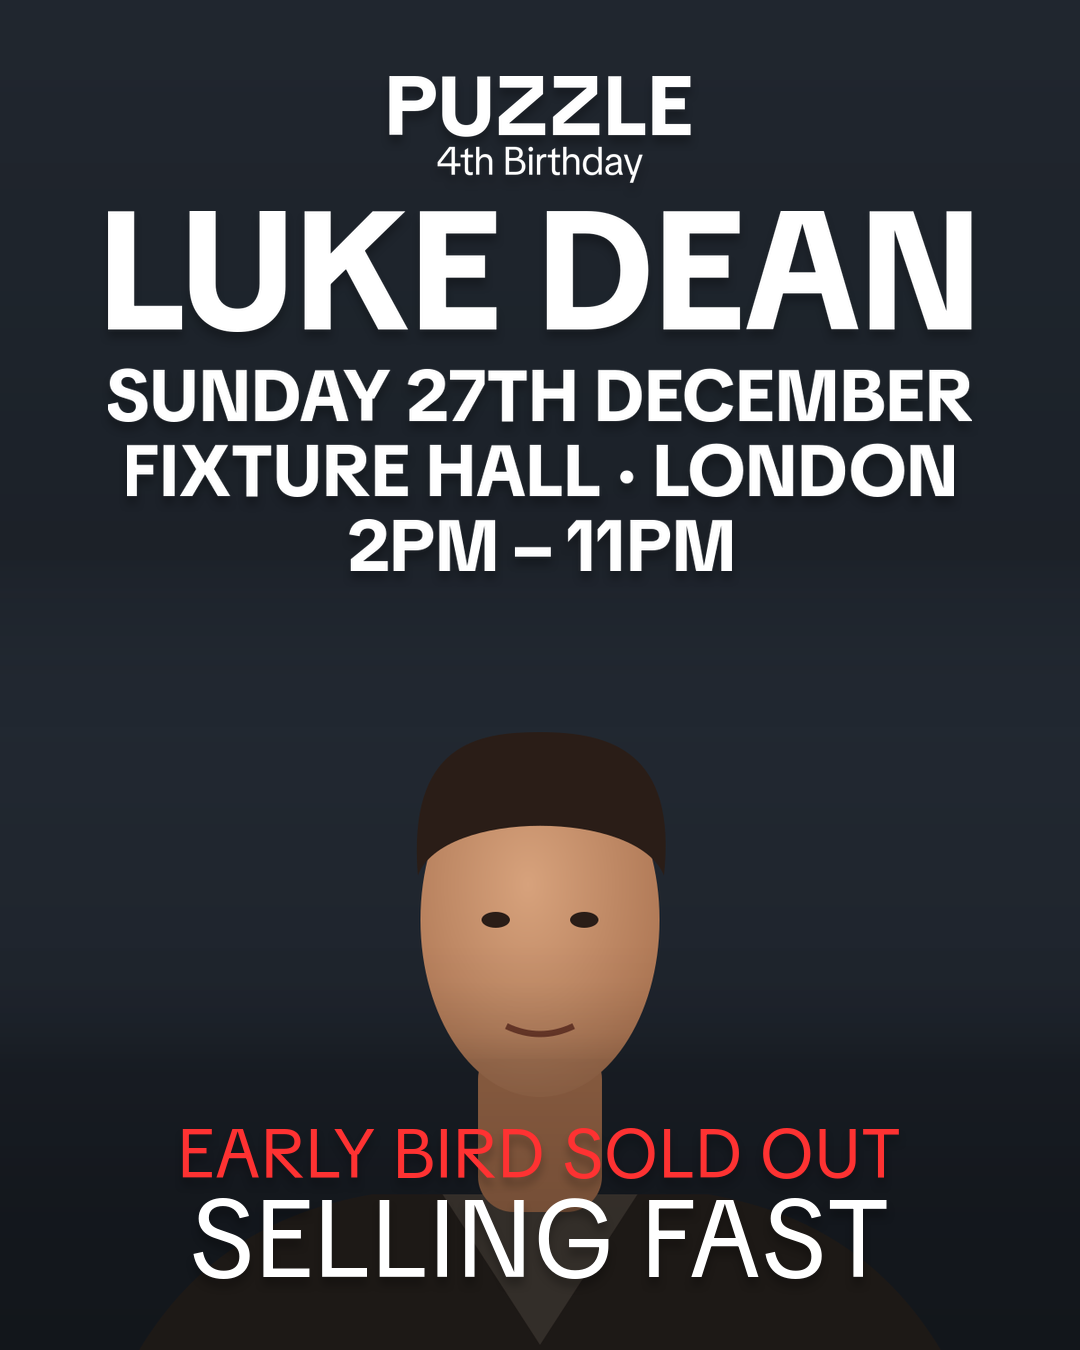 PUZZLE
4th Birthday
LUKE DEAN
SUNDAY 27TH DECEMBER
FIXTURE HALL · LONDON
2PM – 11PM
EARLY BIRD SOLD OUT
SELLING FAST